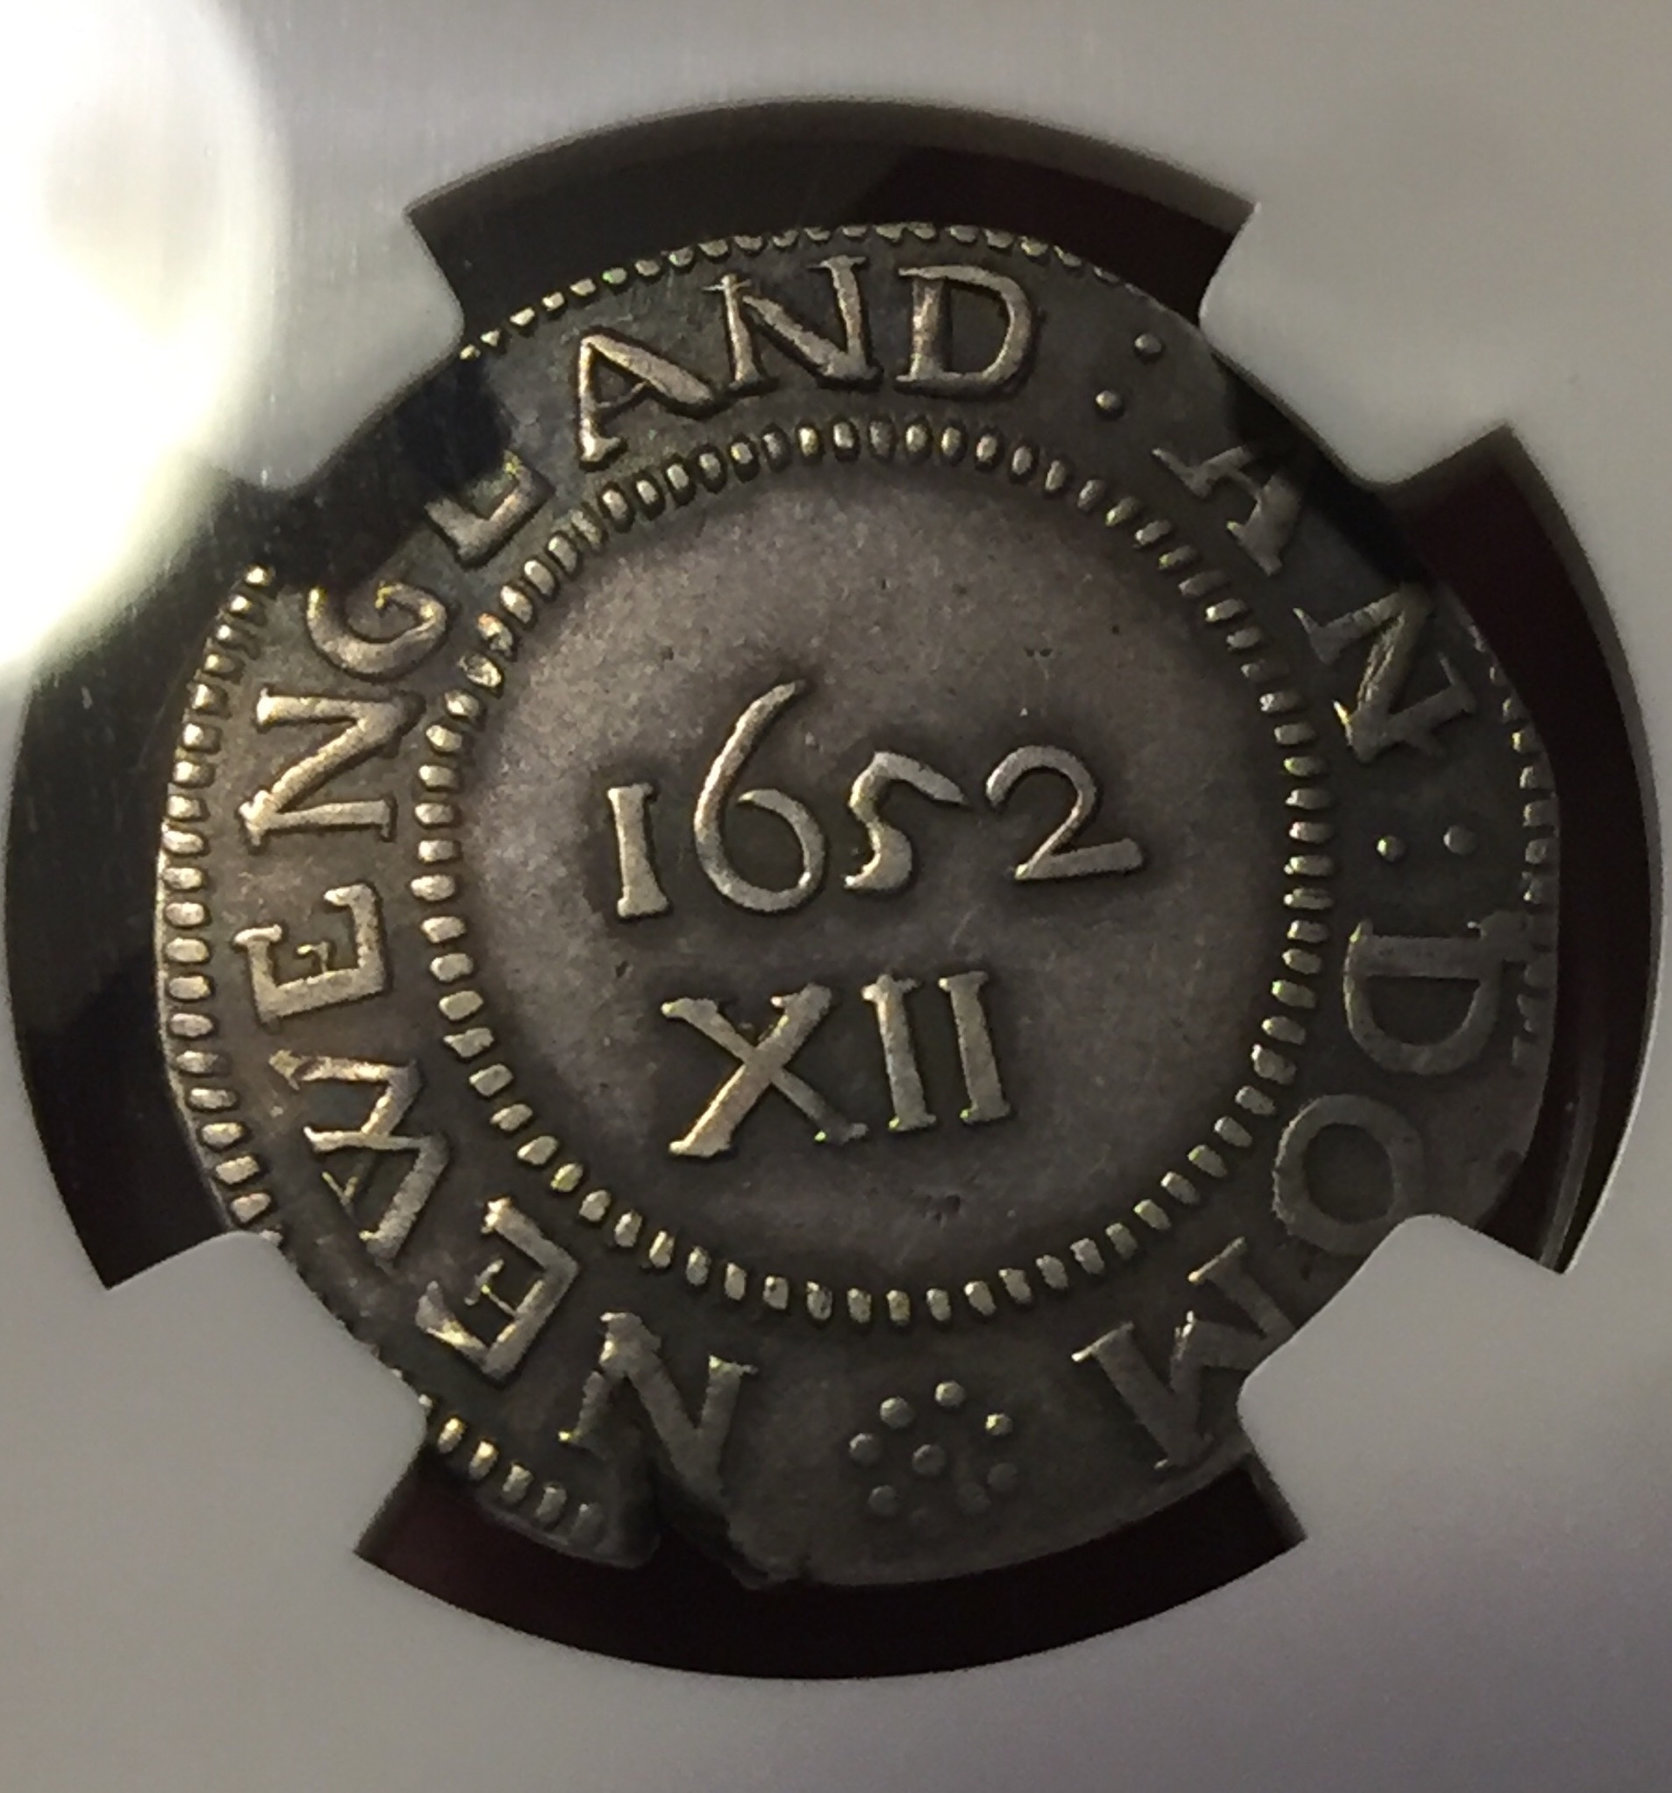 NEWENGLAND : AN : DOM
1652
XII